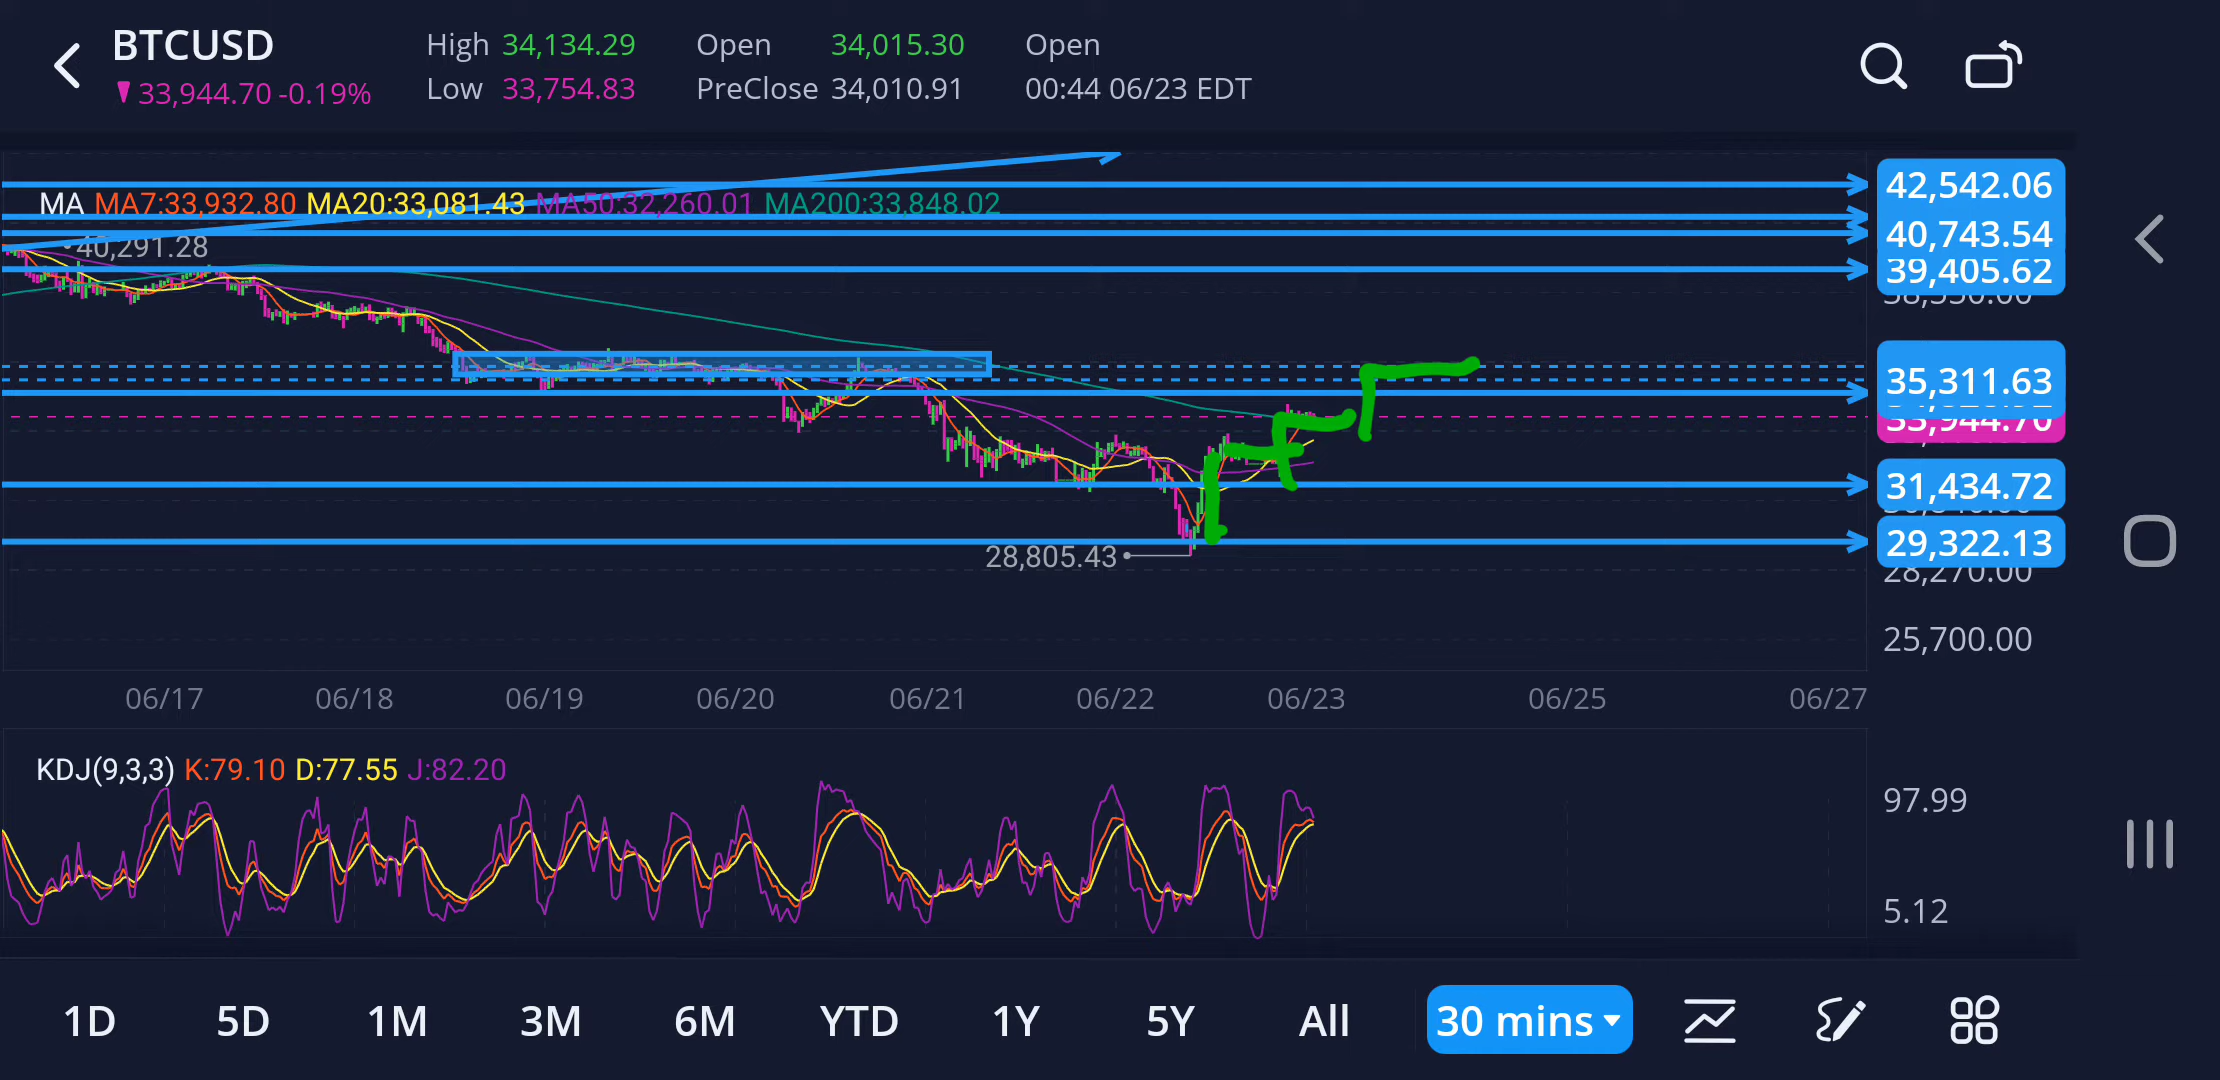 BTCUSD
33,944.70 -0.19%
High 34,134.29
Low 33,754.83
Open 34,015.30
PreClose 34,010.91
Open
00:44 06/23 EDT
MA MA7:33,932.80 MA20:33,081.43 MA50:32,260.01 MA200:33,848.02
40,291.28
28,805.43
42,542.06
40,743.54
39,405.62
35,311.63
33,944.70
31,434.72
29,322.13
28,270.00
25,700.00
06/17 06/18 06/19 06/20 06/21 06/22 06/23 06/25 06/27
KDJ(9,3,3) K:79.10 D:77.55 J:82.20
97.99
5.12
1D 5D 1M 3M 6M YTD 1Y 5Y All 30 mins